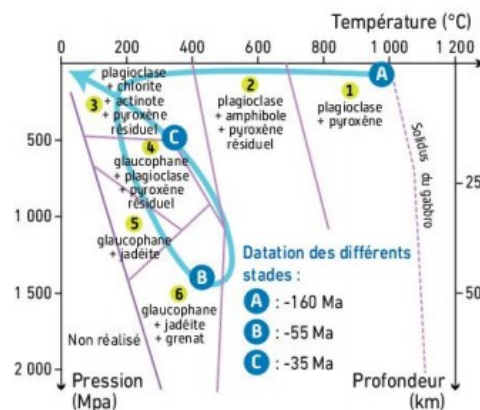 Température (°C)
0
200
400
600
800
1 000
1 200
A
plagioclase
+ chlorite
+ actinote
+ pyroxène
résiduel
3
2
plagioclase
+ amphibole
+ pyroxène
résiduel
1
plagioclase
+ pyroxène
Solidus du gabbro
500
C
4
glaucophane
+ plagioclase
+ pyroxène
résiduel
25
1 000
5
glaucophane
+ jadéite
Datation des différents
stades :
A : -160 Ma
B : -55 Ma
C : -35 Ma
B
1 500
6
glaucophane
+ jadéite
+ grenat
50
Non réalisé
2 000
Pression
(Mpa)
Profondeur
(km)